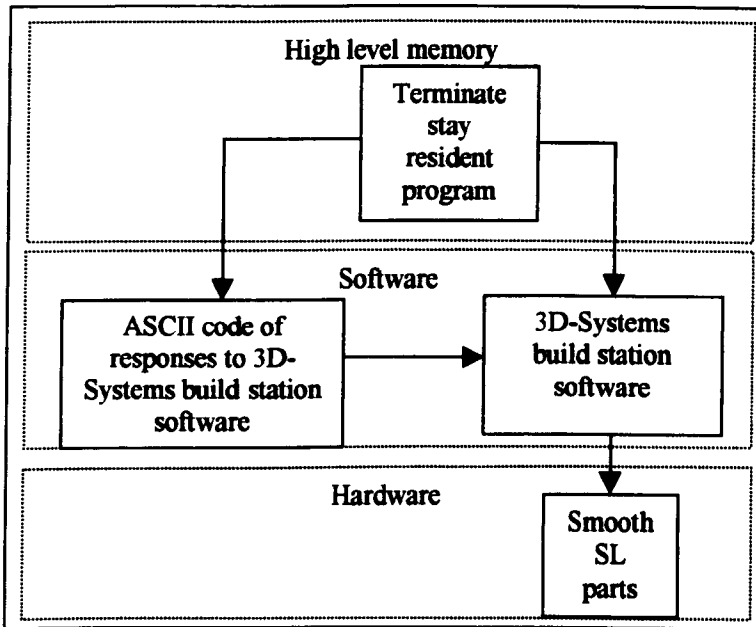 High level memory
Terminate
stay
resident
program
Software
ASCII code of
responses to 3D-
Systems build station
software
3D-Systems
build station
software
Hardware
Smooth
SL
parts